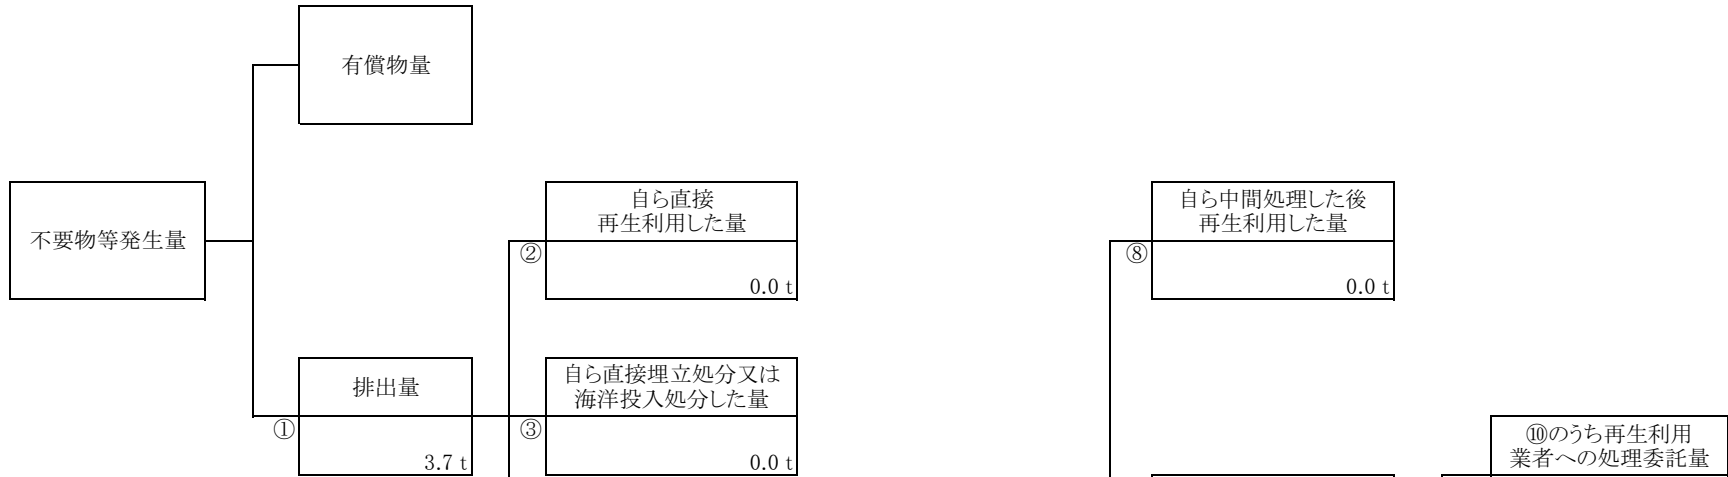 有償物量
不要物等発生量
自ら直接
再生利用した量
②
0.0 t
自ら中間処理した後
再生利用した量
⑧
0.0 t
排出量
①
3.7 t
自ら直接埋立処分又は
海洋投入処分した量
③
0.0 t
⑩のうち再生利用
業者への処理委託量